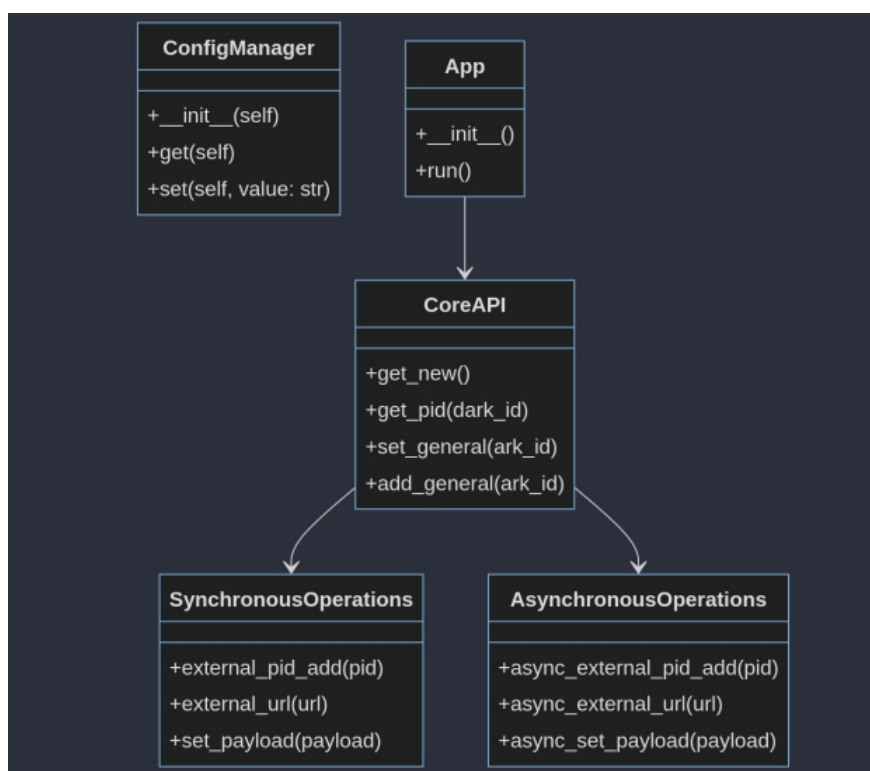 ConfigManager
+__init__(self)
+get(self)
+set(self, value: str)
App
+__init__()
+run()
CoreAPI
+get_new()
+get_pid(dark_id)
+set_general(ark_id)
+add_general(ark_id)
SynchronousOperations
+external_pid_add(pid)
+external_url(url)
+set_payload(payload)
AsynchronousOperations
+async_external_pid_add(pid)
+async_external_url(url)
+async_set_payload(payload)